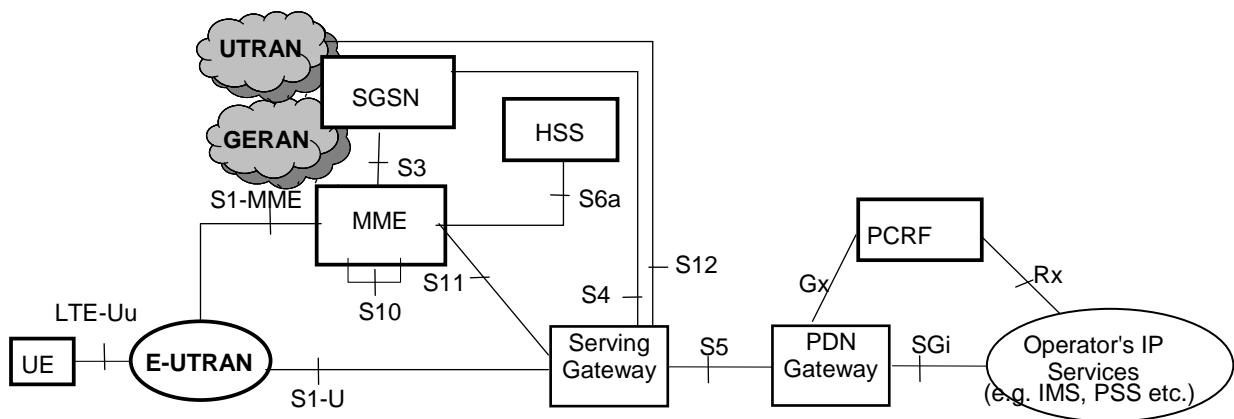 UTRAN
SGSN
GERAN
HSS
S3
S1-MME
S6a
MME
PCRF
S11
S12
S10
S4
Gx
Rx
LTE-Uu
UE
E-UTRAN
S1-U
Serving
Gateway
S5
PDN
Gateway
SGi
Operator's IP
Services
(e.g. IMS, PSS etc.)